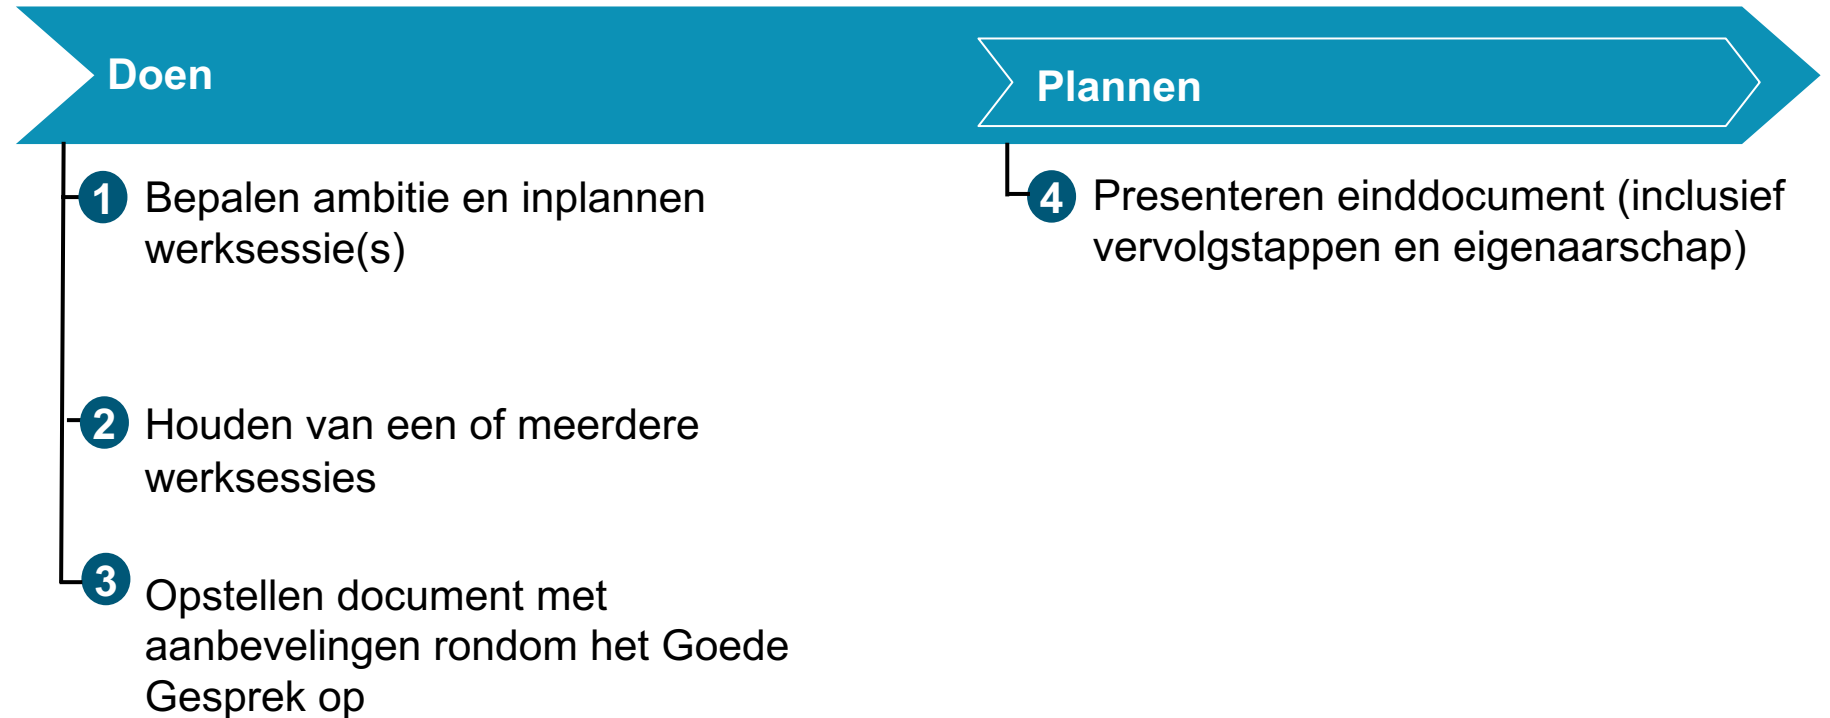 Doen
1 Bepalen ambitie en inplannen
werksessie(s)
2 Houden van een of meerdere
werksessies
3 Opstellen document met
aanbevelingen rondom het Goede
Gesprek op
Plannen
4 Presenteren einddocument (inclusief
vervolgstappen en eigenaarschap)